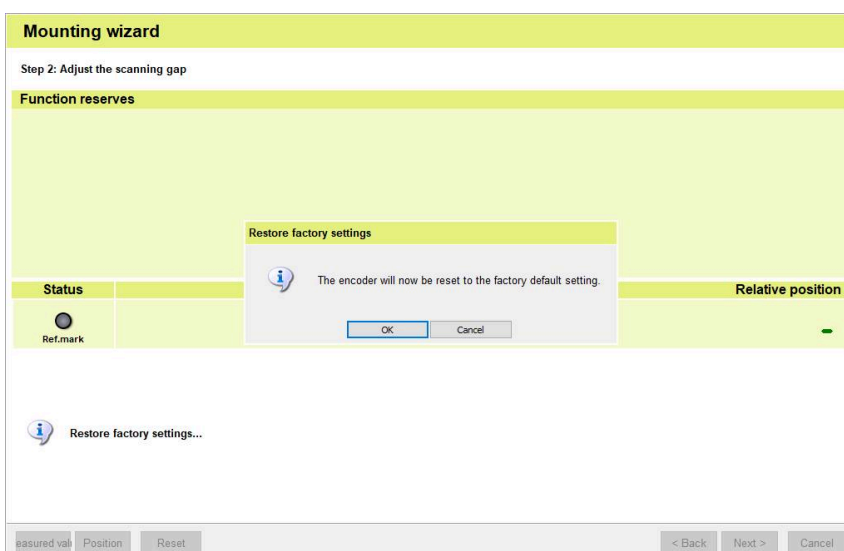 Mounting wizard
Step 2: Adjust the scanning gap
Function reserves
Restore factory settings
The encoder will now be reset to the factory default setting.
OK Cancel
Status Relative position
Ref.mark
Restore factory settings...
easured val Position Reset < Back Next > Cancel